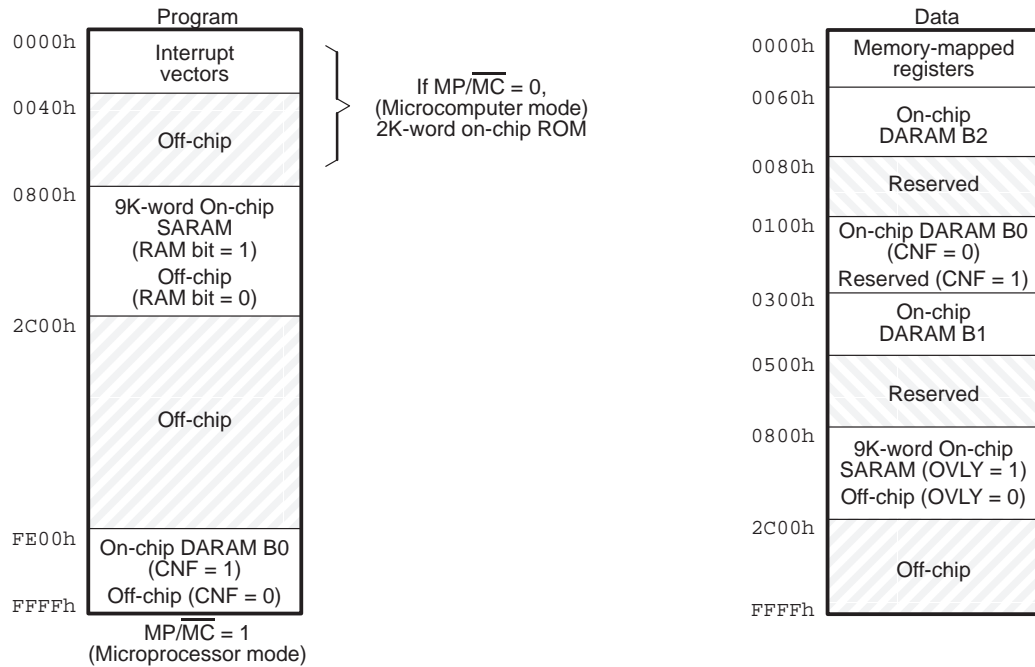 Program
0000h
Interrupt
vectors
0040h
Off-chip
If MP/M̅C̅ = 0,
(Microcomputer mode)
2K-word on-chip ROM
0800h
9K-word On-chip
SARAM
(RAM bit = 1)
Off-chip
(RAM bit = 0)
2C00h
Off-chip
FE00h
On-chip DARAM B0
(CNF = 1)
Off-chip (CNF = 0)
FFFFh
MP/M̅C̅ = 1
(Microprocessor mode)
Data
0000h
Memory-mapped
registers
0060h
On-chip
DARAM B2
0080h
Reserved
0100h
On-chip DARAM B0
(CNF = 0)
Reserved (CNF = 1)
0300h
On-chip
DARAM B1
0500h
Reserved
0800h
9K-word On-chip
SARAM (OVLY = 1)
Off-chip (OVLY = 0)
2C00h
Off-chip
FFFFh